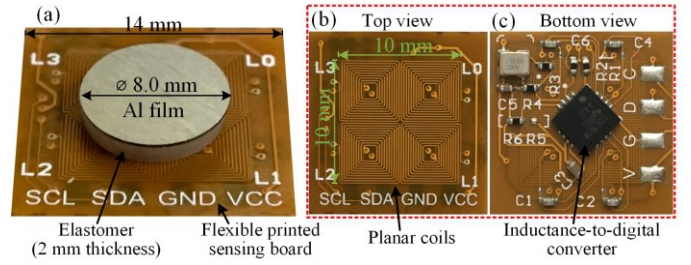 (a)
14 mm
L3
L0
⌀ 8.0 mm
Al film
L2
L1
SCL SDA GND VCC
Elastomer
(2 mm thickness)
Flexible printed
sensing board
(b)
Top view
10 mm
10 mm
L3
L0
L2
L1
SCL SDA GND VCC
Planar coils
(c)
Bottom view
C6
C4
R2
R1
R3
C
C5 R4
D
R6 R5
G
C3
V
C1
C2
Inductance-to-digital
converter